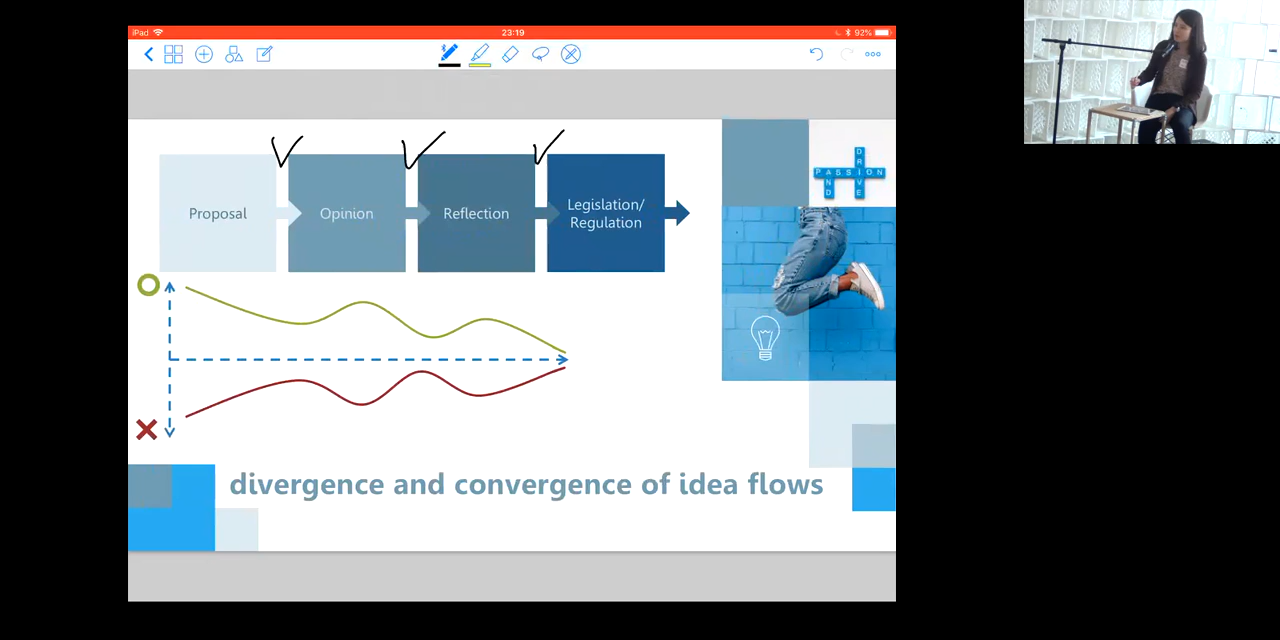 iPad
23:19
92%
Proposal
Opinion
Reflection
Legislation/
Regulation
DRIVE
PASSION
AND
divergence and convergence of idea flows